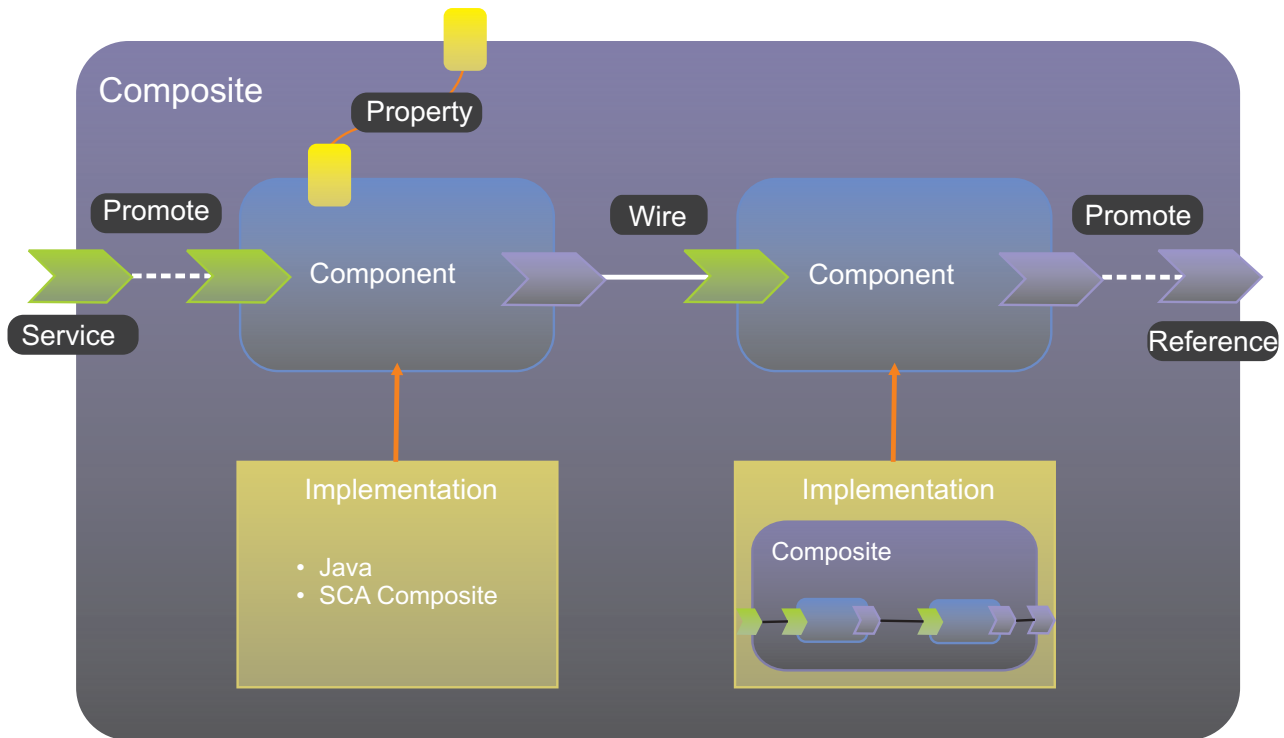 Composite
Property
Promote
Wire
Promote
Component
Component
Service
Reference
Implementation
• Java
• SCA Composite
Implementation
Composite